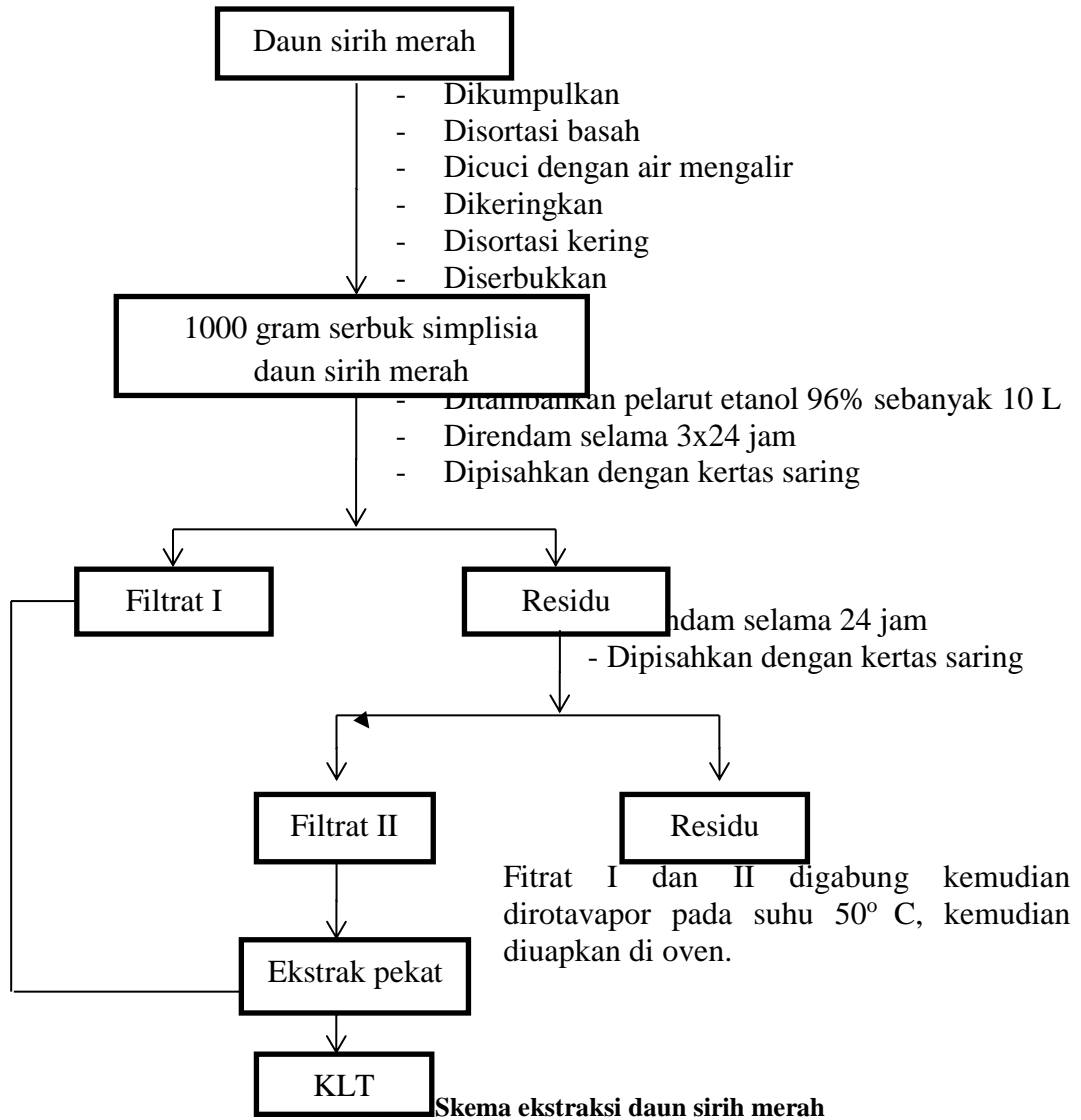 Daun sirih merah
- Dikumpulkan
- Disortasi basah
- Dicuci dengan air mengalir
- Dikeringkan
- Disortasi kering
- Diserbukkan
1000 gram serbuk simplisia
daun sirih merah
- Ditambahkan pelarut etanol 96% sebanyak 10 L
- Direndam selama 3x24 jam
- Dipisahkan dengan kertas saring
Filtrat I
Residu
ndam selama 24 jam
- Dipisahkan dengan kertas saring
Filtrat II
Residu
Fitrat I dan II digabung kemudian
dirotavapor pada suhu 50º C, kemudian
diuapkan di oven.
Ekstrak pekat
KLT
Skema ekstraksi daun sirih merah